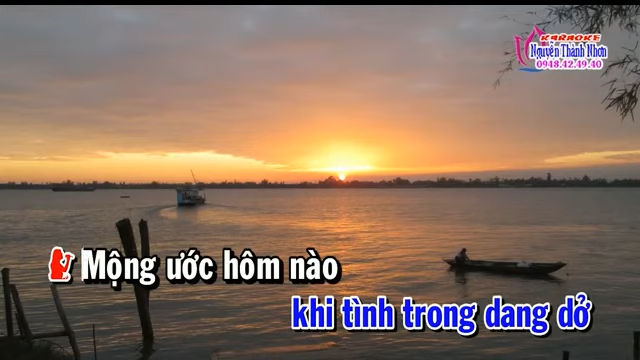 KARAOKE
Nguyễn Thành Nhơn
0948.42.49.40
Mộng ước hôm nào
khi tình trong dang dở